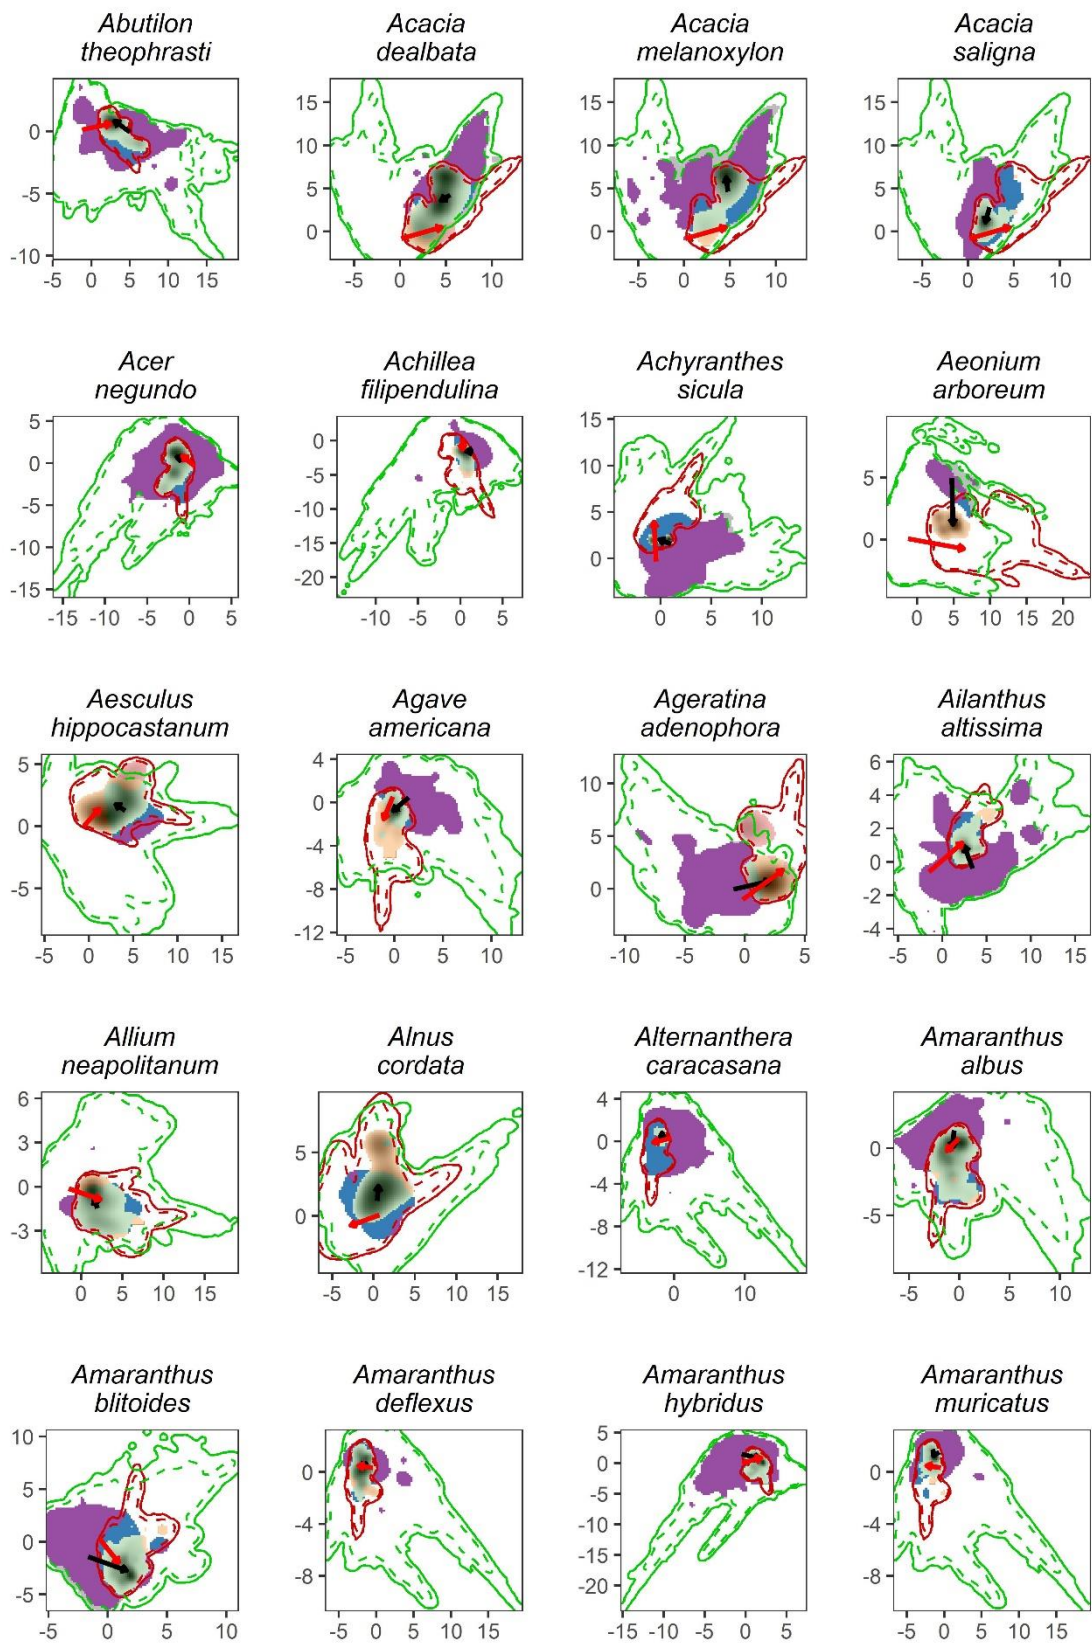 Abutilon Acacia Acacia Acacia
theophrasti dealbata melanoxylon saligna
0 15 15 15
-5 10 10 10
-10 5 5 5
0 0 0
-5 0 5 10 15 0 5 10 0 5 10 0 5 10
Acer Achillea Achyranthes Aeonium
negundo filipendulina sicula arboreum
5 0 15 5
0 -5 10 0
-5 -10 5
-10 -15 0
-15 -20
-15 -10 -5 0 5 -10 -5 0 5 0 5 10 0 5 10 15 20
Aesculus Agave Ageratina Ailanthus
hippocastanum americana adenophora altissima
5 4 10 6
0 0 5 4
-5 -4 0 2
-8 0
-12 -2
-4
-5 0 5 10 15 -5 0 5 10 -10 -5 0 5 -5 0 5 10 15
Allium Alnus Alternanthera Amaranthus
neapolitanum cordata caracasana albus
6 5 4 0
3 0 0 -5
0 -4
-3 -8
-12
0 5 10 15 -5 0 5 10 15 0 10 -5 0 5 10
Amaranthus Amaranthus Amaranthus Amaranthus
blitoides deflexus hybridus muricatus
10 0 5 0
5 -4 0 -4
0 -8 -5 -8
-5 -10
-15
-20
-5 0 5 10 -5 0 5 10 15 -15 -10 -5 0 5 -5 0 5 10 15